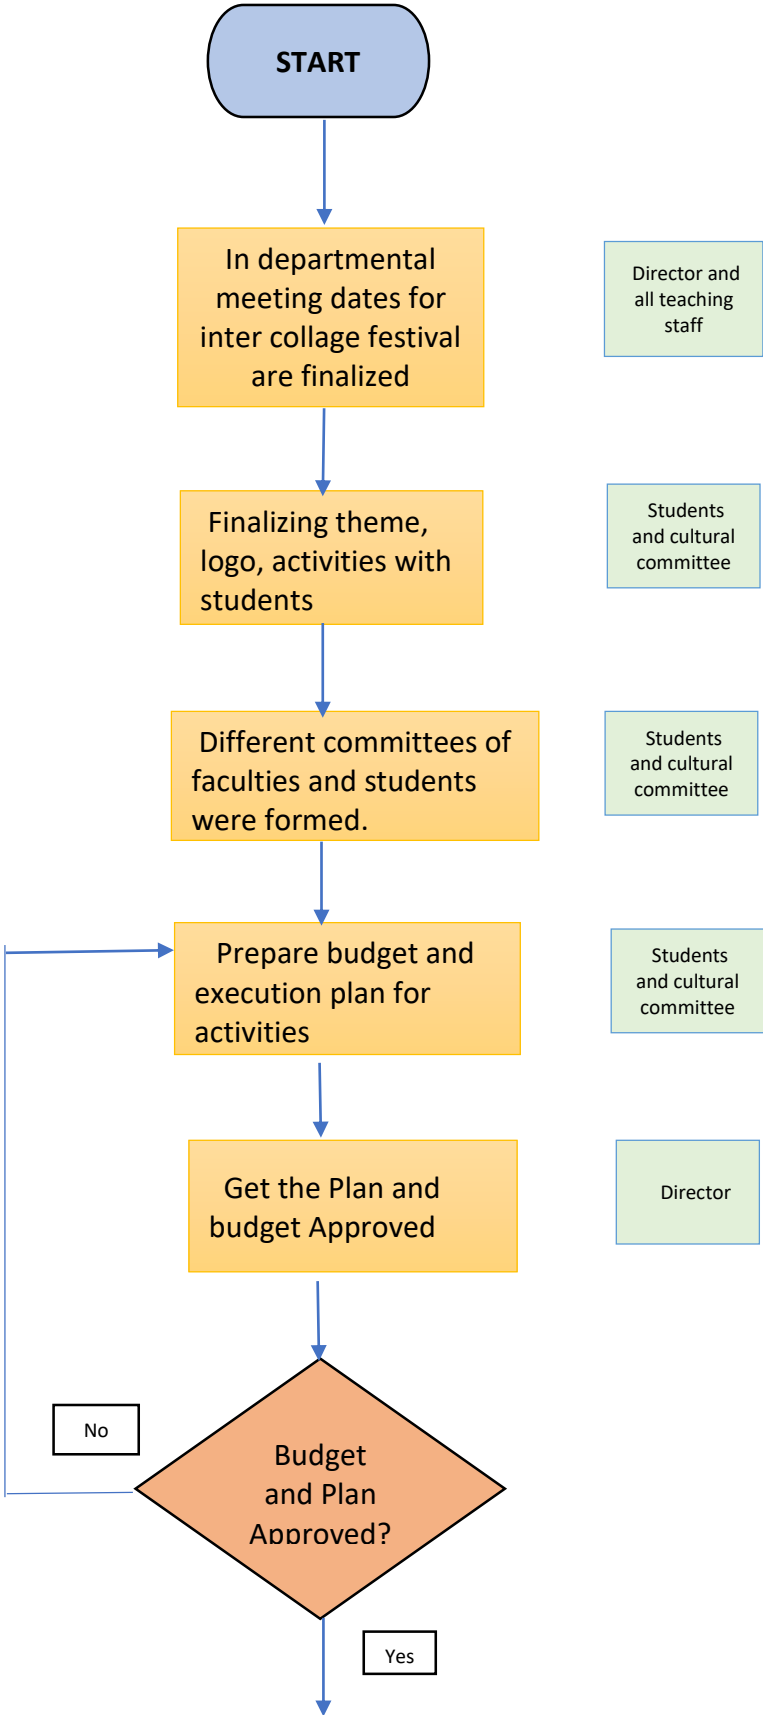 START
In departmental
meeting dates for
inter collage festival
are finalized
Director and
all teaching
staff
Finalizing theme,
logo, activities with
students
Students
and cultural
committee
Different committees of
faculties and students
were formed.
Students
and cultural
committee
Prepare budget and
execution plan for
activities
Students
and cultural
committee
Get the Plan and
budget Approved
Director
No
Budget
and Plan
Approved?
Yes